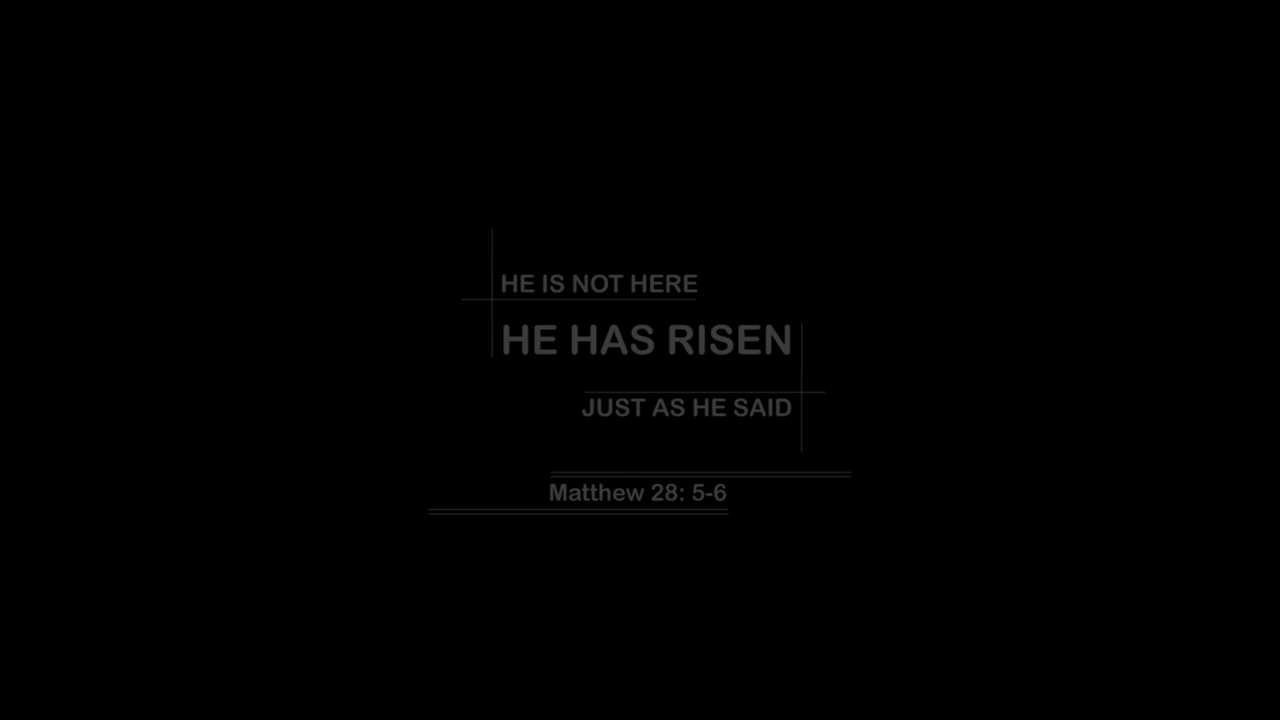 HE IS NOT HERE
HE HAS RISEN
JUST AS HE SAID
Matthew 28: 5-6